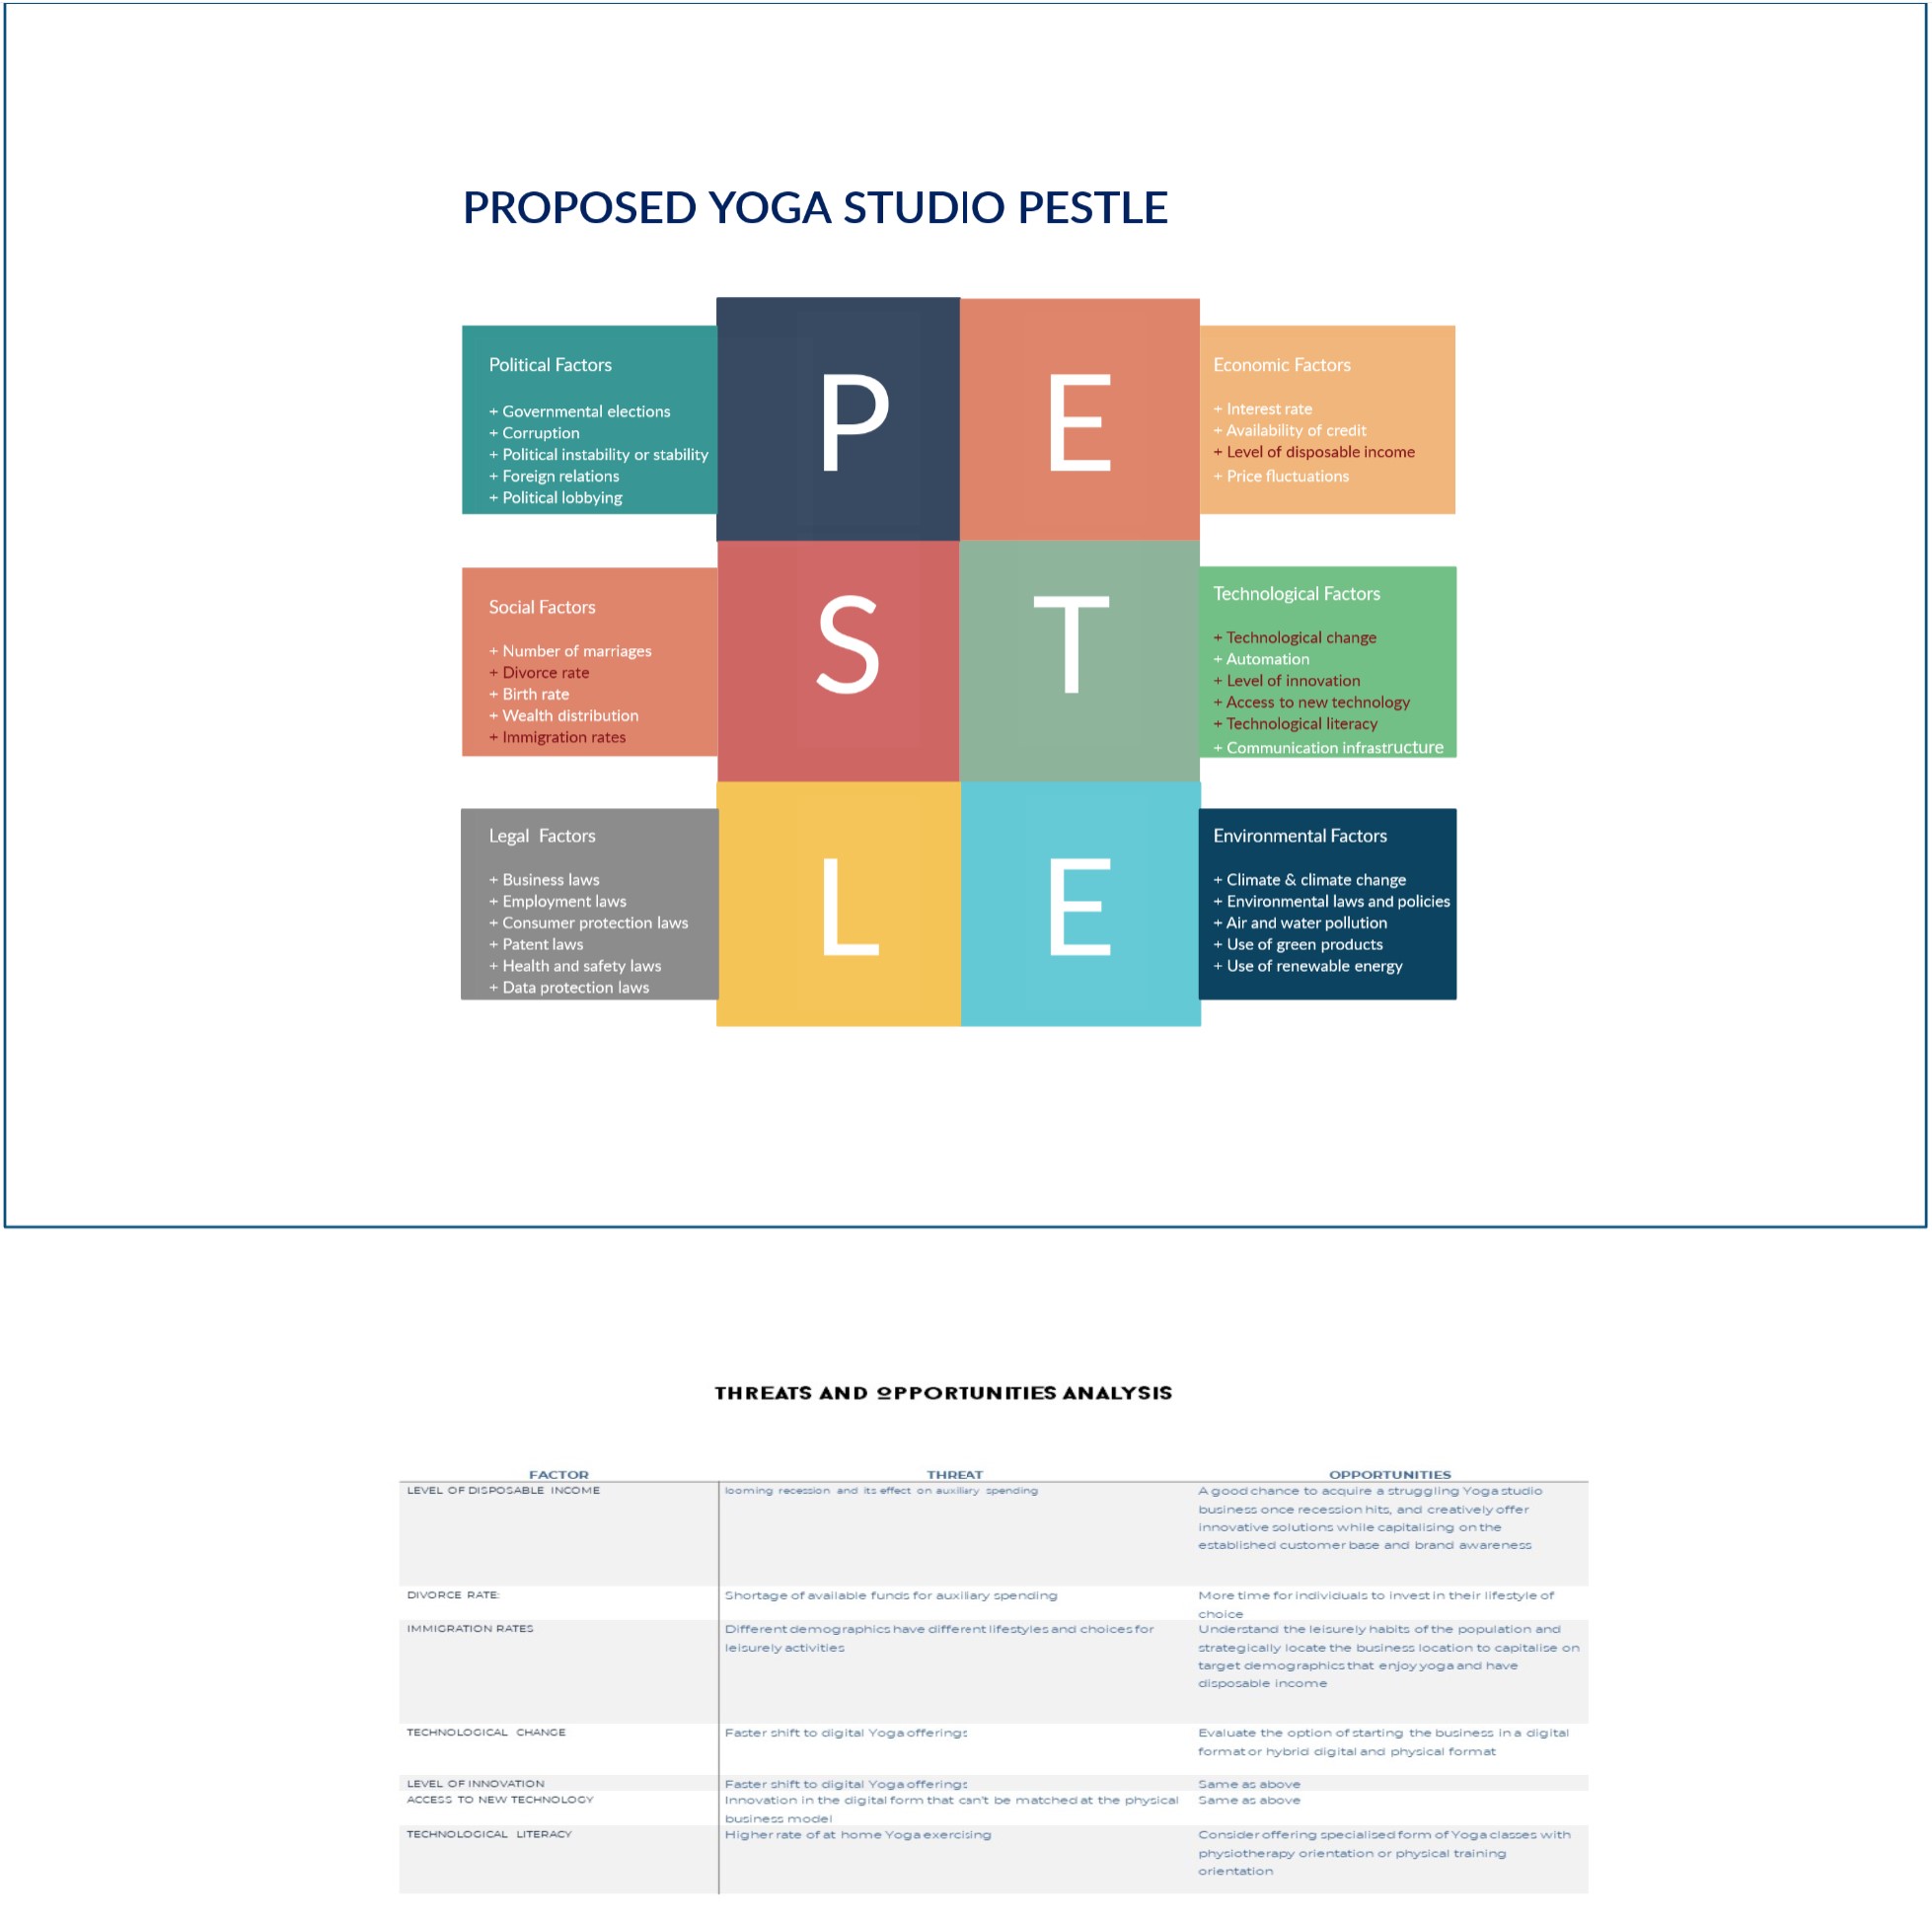 PROPOSED YOGA STUDIO PESTLE
P
E
Political Factors
+ Governmental elections
+ Corruption
+ Political instability or stability
+ Foreign relations
+ Political lobbying
Economic Factors
+ Interest rate
+ Availability of credit
+ Level of disposable income
+ Price fluctuations
S
T
Social Factors
+ Number of marriages
+ Divorce rate
+ Birth rate
+ Wealth distribution
+ Immigration rates
Technological Factors
+ Technological change
+ Automation
+ Level of innovation
+ Access to new technology
+ Technological literacy
+ Communication infrastructure
L
E
Legal Factors
+ Business laws
+ Employment laws
+ Consumer protection laws
+ Patent laws
+ Health and safety laws
+ Data protection laws
Environmental Factors
+ Climate & climate change
+ Environmental laws and policies
+ Air and water pollution
+ Use of green products
+ Use of renewable energy
THREATS AND OPPORTUNITIES ANALYSIS
FACTOR THREAT OPPORTUNITIES
LEVEL OF DISPOSABLE INCOME
looming recession and its effect on auxiliary spending
A good chance to acquire a struggling Yoga studio
business once recession hits, and creatively offer
innovative solutions while capitalising on the
established customer base and brand awareness
DIVORCE RATE:
Shortage of available funds for auxiliary spending
More time for individuals to invest in their lifestyle of
choice
IMMIGRATION RATES
Different demographics have different lifestyles and choices for
leisurely activities
Understand the leisurely habits of the population and
strategically locate the business location to capitalise on
target demographics that enjoy yoga and have
disposable income
TECHNOLOGICAL CHANGE
Faster shift to digital Yoga offerings
Evaluate the option of starting the business in a digital
format or hybrid digital and physical format
LEVEL OF INNOVATION
Faster shift to digital Yoga offerings
Same as above
ACCESS TO NEW TECHNOLOGY
Innovation in the digital form that can't be matched at the physical
business model
Same as above
TECHNOLOGICAL LITERACY
Higher rate of at home Yoga exercising
Consider offering specialised form of Yoga classes with
physiotherapy orientation or physical training
orientation